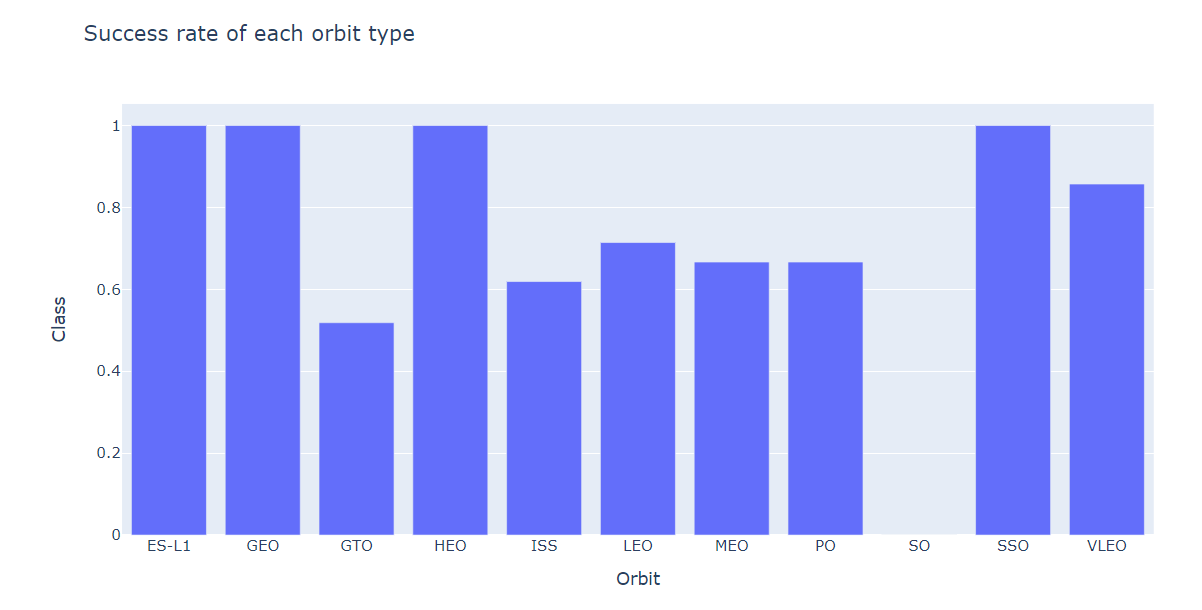 Success rate of each orbit type
1
0.8
0.6
0.4
0.2
0
Class
ES-L1 GEO GTO HEO ISS LEO MEO PO SO SSO VLEO
Orbit